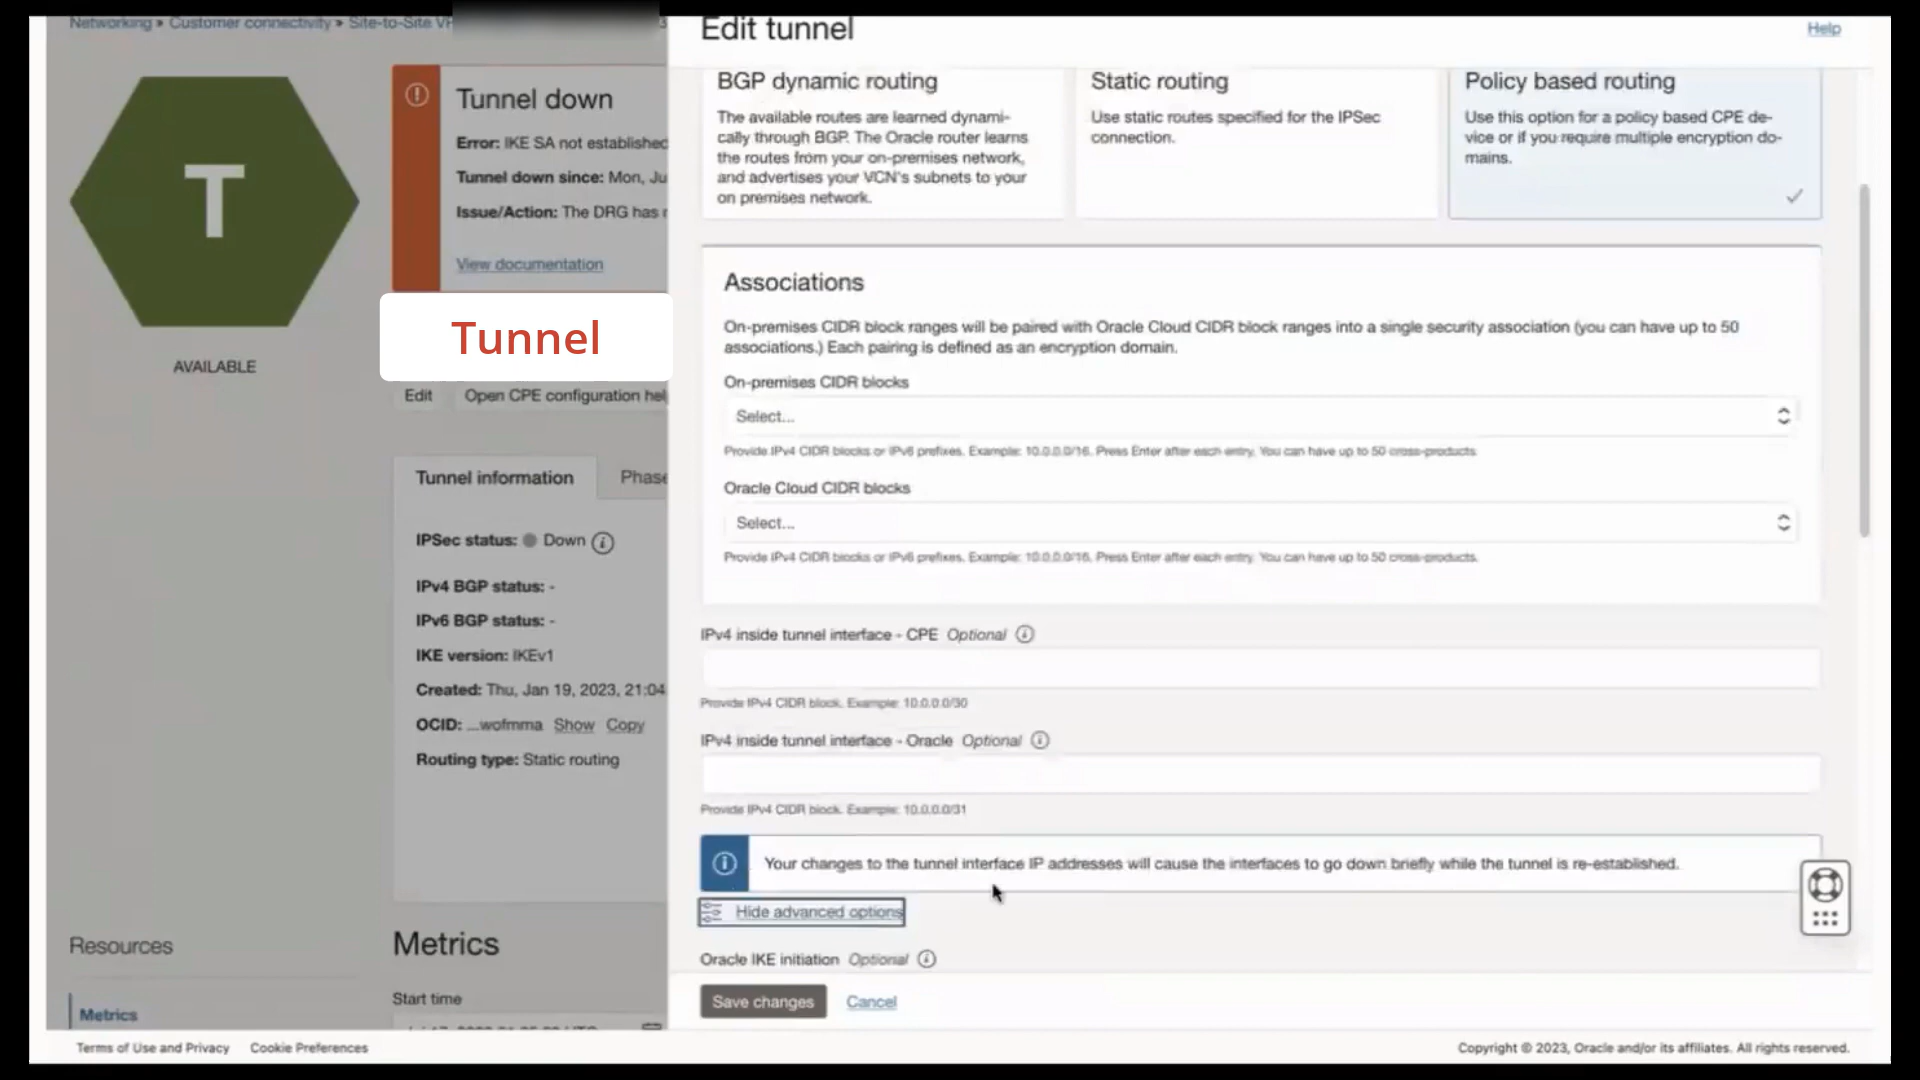 Networking » Customer connectivity » Site-to-Site VP
Edit tunnel
Help
T
AVAILABLE
Tunnel down
Error: IKE SA not established
Tunnel down since: Mon, Ju
Issue/Action: The DRG has r
View documentation
Tunnel
Edit
Open CPE configuration hel
Tunnel information
Phase
IPSec status: Down
IPv4 BGP status: -
IPv6 BGP status: -
IKE version: IKEv1
Created: Thu, Jan 19, 2023, 21:04
OCID: ...wofmma Show Copy
Routing type: Static routing
Resources
Metrics
Metrics
Start time
BGP dynamic routing
The available routes are learned dynami-
cally through BGP. The Oracle router learns
the routes from your on-premises network,
and advertises your VCN's subnets to your
on premises network.
Static routing
Use static routes specified for the IPSec
connection.
Policy based routing
Use this option for a policy based CPE de-
vice or if you require multiple encryption do-
mains.
Associations
On-premises CIDR block ranges will be paired with Oracle Cloud CIDR block ranges into a single security association (you can have up to 50
associations.) Each pairing is defined as an encryption domain.
On-premises CIDR blocks
Select...
Provide IPv4 CIDR blocks or IPv6 prefixes. Example: 10.0.0.0/16. Press Enter after each entry. You can have up to 50 cross-products.
Oracle Cloud CIDR blocks
Select...
Provide IPv4 CIDR blocks or IPv6 prefixes. Example: 10.0.0.0/16. Press Enter after each entry. You can have up to 50 cross-products.
IPv4 inside tunnel interface - CPE Optional
Provide IPv4 CIDR block. Example: 10.0.0.0/30
IPv4 inside tunnel interface - Oracle Optional
Provide IPv4 CIDR block. Example: 10.0.0.0/31
Your changes to the tunnel interface IP addresses will cause the interfaces to go down briefly while the tunnel is re-established.
Hide advanced options
Oracle IKE initiation Optional
Save changes
Cancel
Terms of Use and Privacy
Cookie Preferences
Copyright © 2023, Oracle and/or its affiliates. All rights reserved.